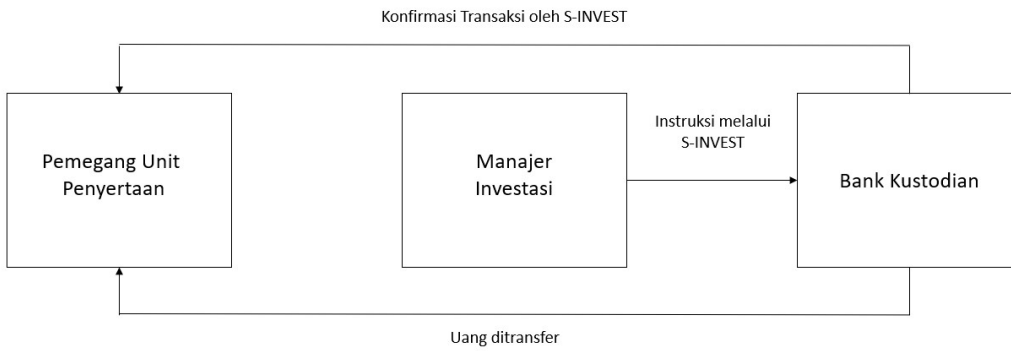 Konfirmasi Transaksi oleh S-INVEST
Pemegang Unit
Penyertaan
Manajer
Investasi
Instruksi melalui
S-INVEST
Bank Kustodian
Uang ditransfer